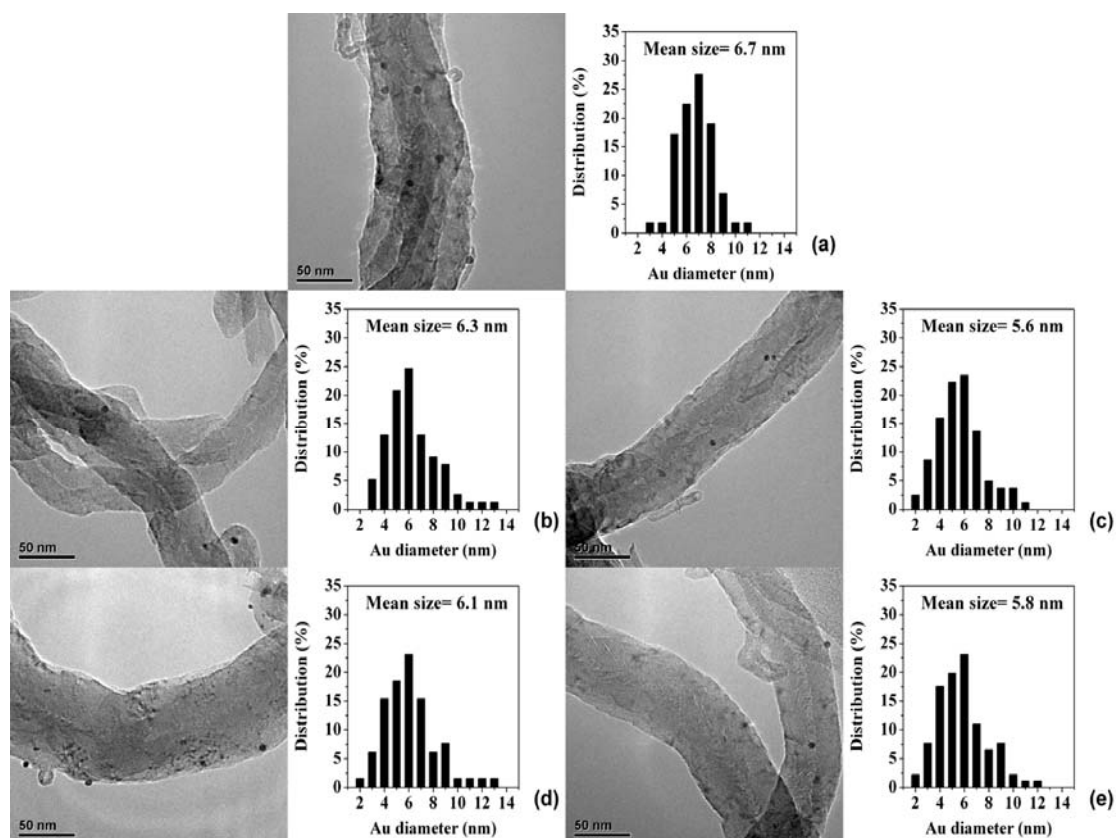 35
30
25
20
15
10
5
0
Distribution (%)
Mean size= 6.7 nm
2 4 6 8 10 12 14
Au diameter (nm)
50 nm
(a)
35
30
25
20
15
10
5
0
Distribution (%)
Mean size= 6.3 nm
2 4 6 8 10 12 14
Au diameter (nm)
50 nm
(b)
35
30
25
20
15
10
5
0
Distribution (%)
Mean size= 5.6 nm
2 4 6 8 10 12 14
Au diameter (nm)
50 nm
(c)
35
30
25
20
15
10
5
0
Distribution (%)
Mean size= 6.1 nm
2 4 6 8 10 12 14
Au diameter (nm)
50 nm
(d)
35
30
25
20
15
10
5
0
Distribution (%)
Mean size= 5.8 nm
2 4 6 8 10 12 14
Au diameter (nm)
50 nm
(e)